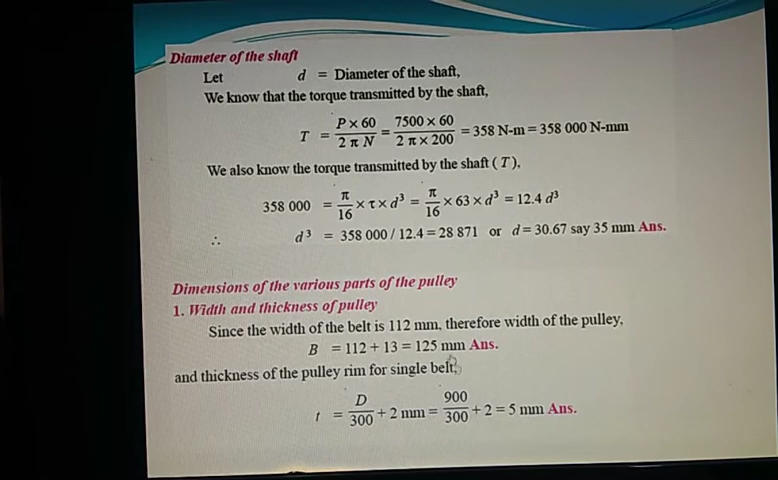 Diameter of the shaft
Let d = Diameter of the shaft,
We know that the torque transmitted by the shaft,
T = P × 60 / 2 π N = 7500 × 60 / 2 π × 200 = 358 N-m = 358 000 N-mm
We also know the torque transmitted by the shaft ( T ),
358 000 = π / 16 × τ × d³ = π / 16 × 63 × d³ = 12.4 d³
∴ d³ = 358 000 / 12.4 = 28 871 or d = 30.67 say 35 mm Ans.
Dimensions of the various parts of the pulley
1. Width and thickness of pulley
Since the width of the belt is 112 mm, therefore width of the pulley,
B = 112 + 13 = 125 mm Ans.
and thickness of the pulley rim for single belt,
t = D / 300 + 2 mm = 900 / 300 + 2 = 5 mm Ans.